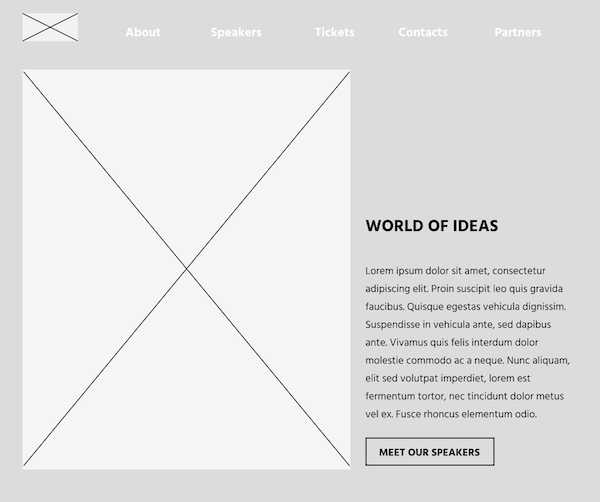 About Speakers Tickets Contacts Partners
WORLD OF IDEAS
Lorem ipsum dolor sit amet, consectetur
adipiscing elit. Proin suscipit leo quis gravida
faucibus. Quisque egestas vehicula dignissim.
Suspendisse in vehicula ante, sed dapibus
ante. Vivamus quis felis interdum dolor
molestie commodo ac a neque. Nunc aliquam,
elit sed volutpat imperdiet, lorem est
fermentum tortor, nec tincidunt dolor metus
vel ex. Fusce rhoncus elementum odio.
MEET OUR SPEAKERS